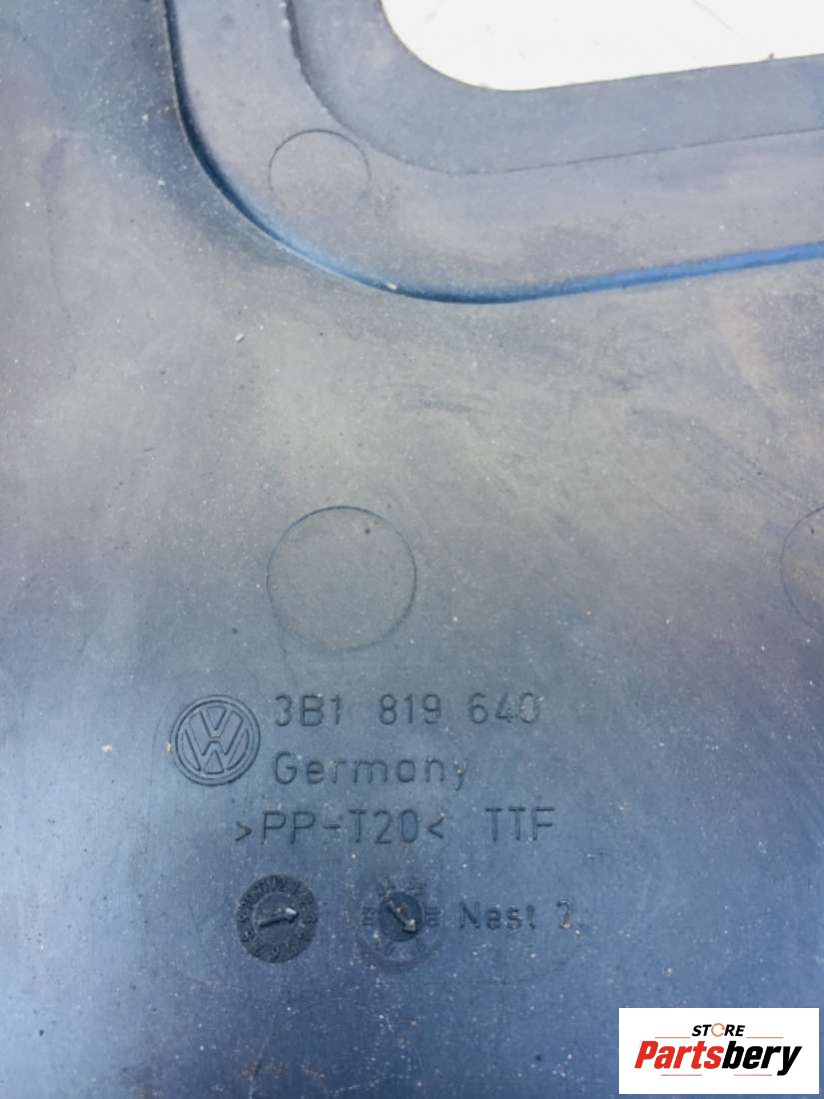 3B1 819 640
Germany
>PP-T20< TTF
Nest 2
STORE
Partsbery